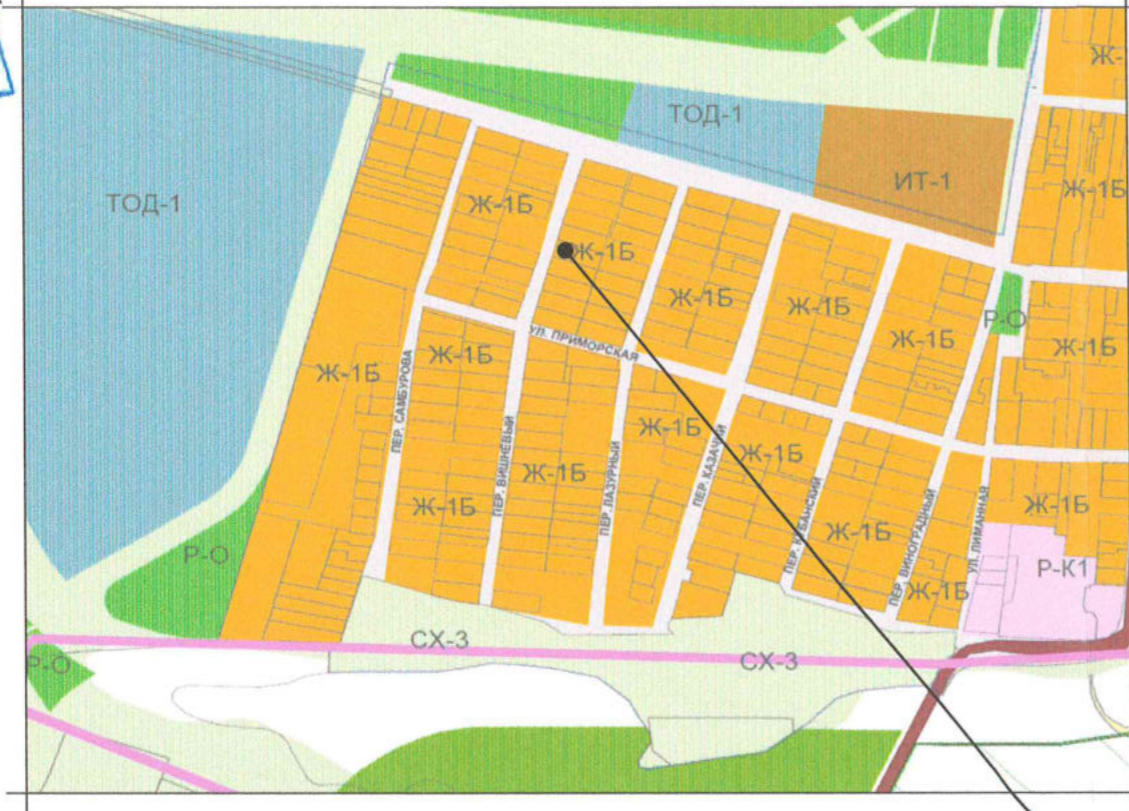 Ж-
ТОД-1
ИТ-1
Ж-1Б
ТОД-1
Ж-1Б
Ж-1Б
Ж-1Б
Ж-1Б
Р-О
Ж-1Б
Ж-1Б
УЛ. ПРИМОРСКАЯ
Ж-1Б
Ж-1Б
ПЕР. САМБУРОВА
Ж-1Б
Ж-1Б
ПЕР. ВИШНЕВЫЙ
ПЕР. ЛАЗУРНЫЙ
ПЕР. КАЗАЧИЙ
Ж-1Б
Ж-1Б
Ж-1Б
ПЕР. КУБАНСКИЙ
Ж-1Б
ПЕР. ВИНОГРАДНЫЙ
УЛ. ЛИМАННАЯ
Ж-1Б
Р-О
Р-К1
Ж-1Б
СХ-3
СХ-3
Р-О